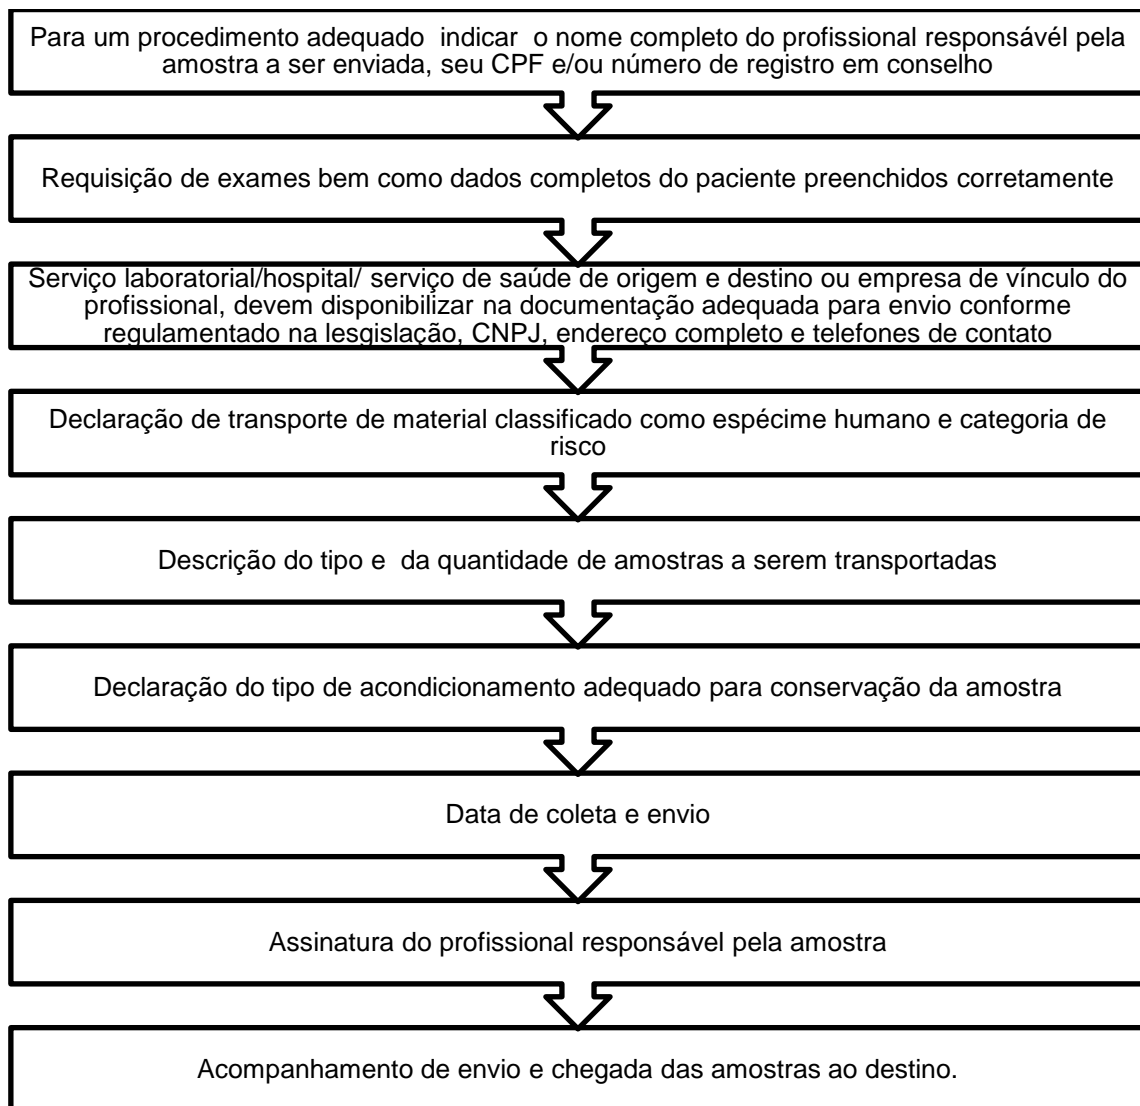 Para um procedimento adequado  indicar  o nome completo do profissional responsávél pela
amostra a ser enviada, seu CPF e/ou número de registro em conselho
Requisição de exames bem como dados completos do paciente preenchidos corretamente
Serviço laboratorial/hospital/ serviço de saúde de origem e destino ou empresa de vínculo do
profissional, devem disponibilizar na documentação adequada para envio conforme
regulamentado na lesgislação, CNPJ, endereço completo e telefones de contato
Declaração de transporte de material classificado como espécime humano e categoria de
risco
Descrição do tipo e  da quantidade de amostras a serem transportadas
Declaração do tipo de acondicionamento adequado para conservação da amostra
Data de coleta e envio
Assinatura do profissional responsável pela amostra
Acompanhamento de envio e chegada das amostras ao destino.